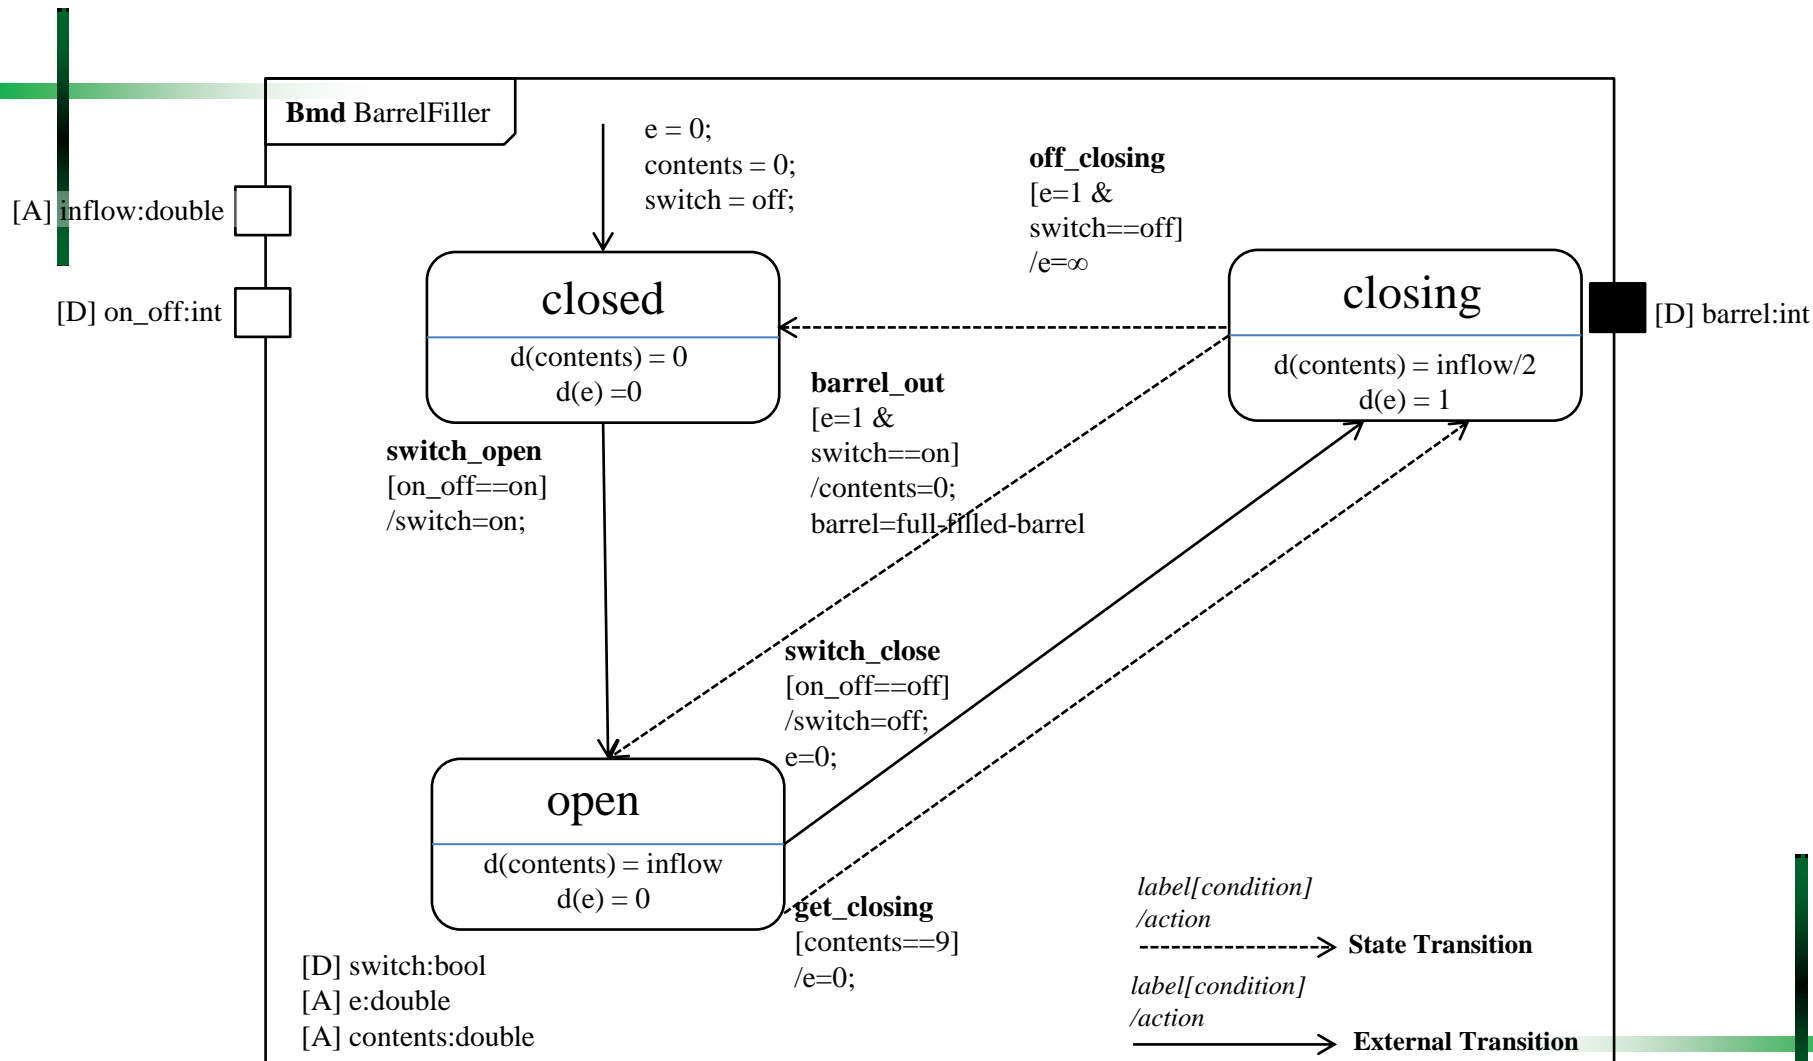 Bmd BarrelFiller
e = 0;
contents = 0;
switch = off;
[A] inflow:double
[D] on_off:int
off_closing
[e=1 &
switch==off]
/e=∞
closed
d(contents) = 0
d(e) =0
closing
d(contents) = inflow/2
d(e) = 1
[D] barrel:int
barrel_out
[e=1 &
switch==on]
/contents=0;
barrel=full-filled-barrel
switch_open
[on_off==on]
/switch=on;
switch_close
[on_off==off]
/switch=off;
e=0;
open
d(contents) = inflow
d(e) = 0
get_closing
[contents==9]
/e=0;
[D] switch:bool
[A] e:double
[A] contents:double
label[condition]
/action
State Transition
label[condition]
/action
External Transition